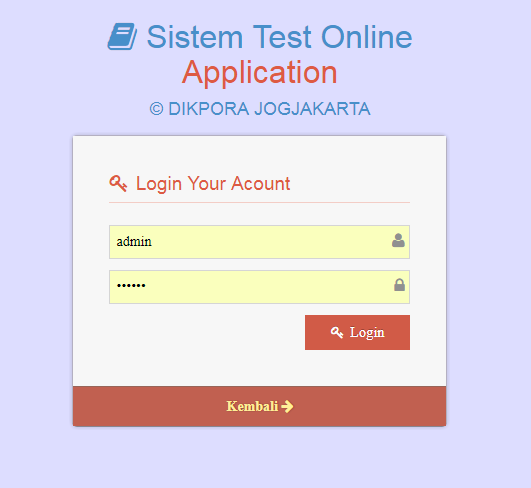 Sistem Test Online
Application
© DIKPORA JOGJAKARTA
Login Your Acount
admin
••••••
Login
Kembali